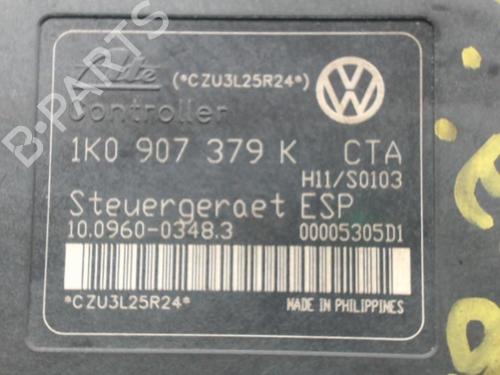 Ate (*CZU3L25R24*)
Controller
1K0 907 379 K CTA
H11/S0103
Steuergeraet ESP
10.0960-0348.3 00005305D1
*CZU3L25R24* MADE IN PHILIPPINES
B-PARTS